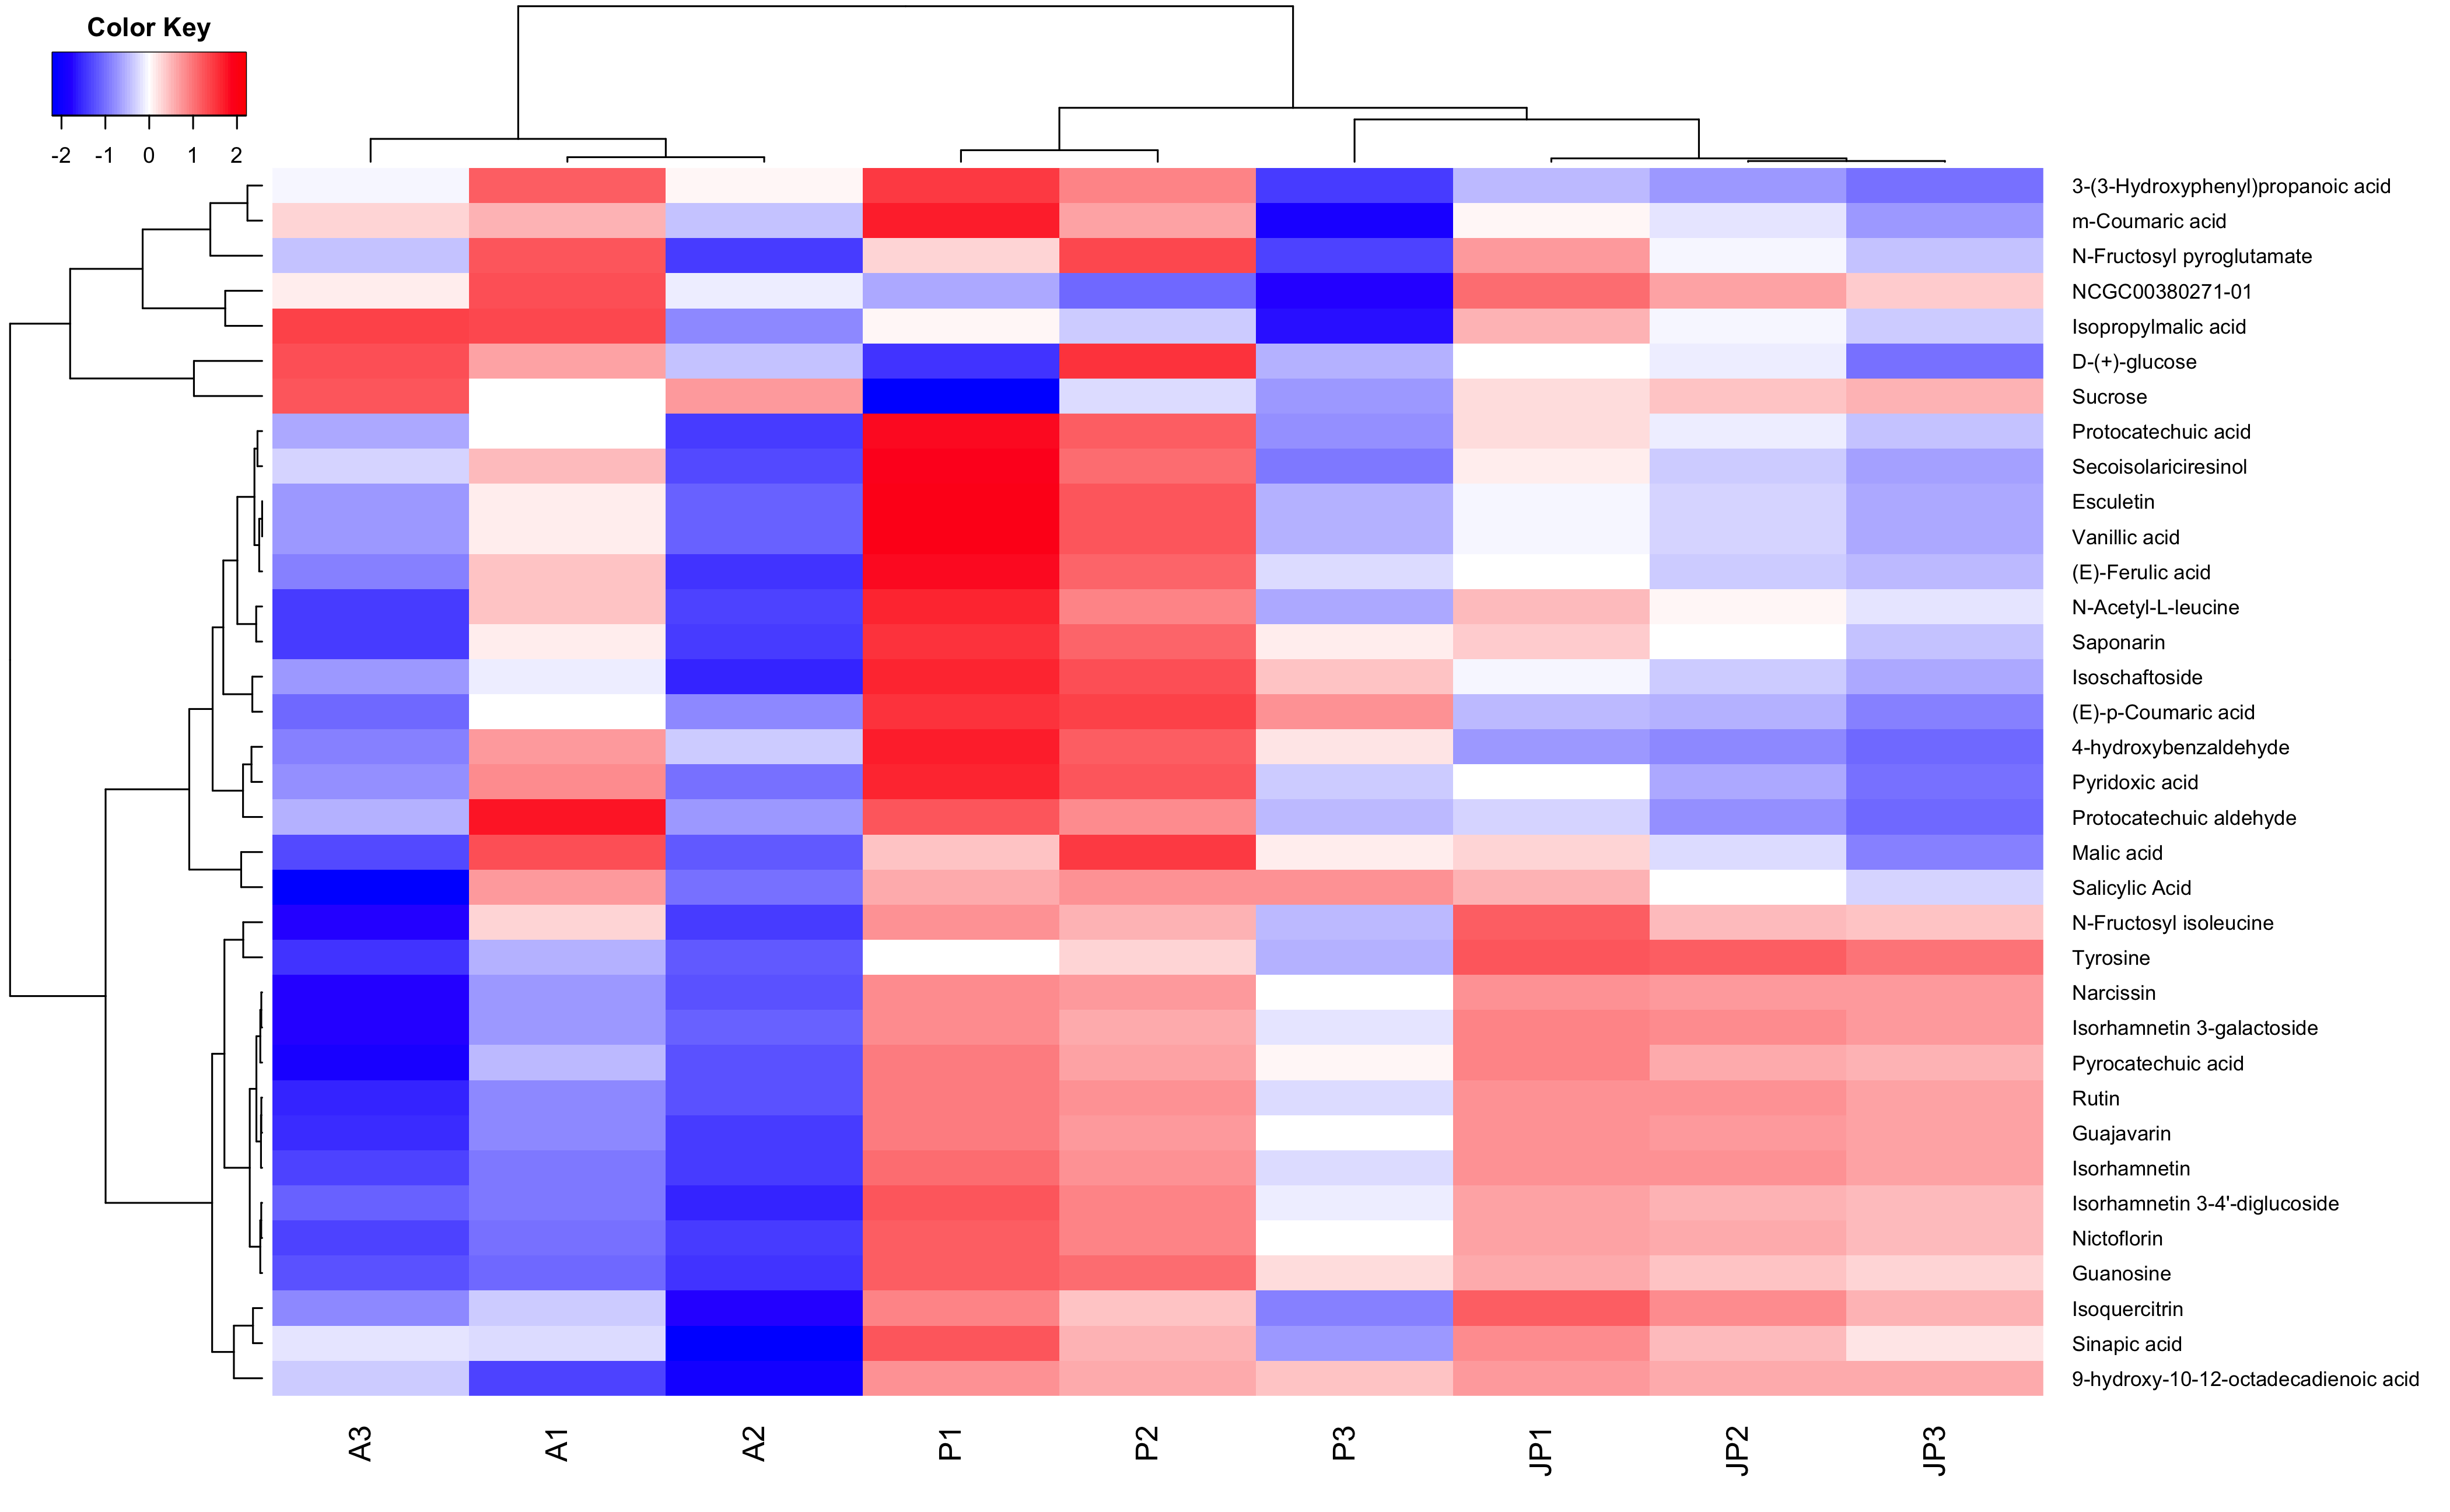 Color Key
-2 -1 0 1 2
3-(3-Hydroxyphenyl)propanoic acid
m-Coumaric acid
N-Fructosyl pyroglutamate
NCGC00380271-01
Isopropylmalic acid
D-(+)-glucose
Sucrose
Protocatechuic acid
Secoisolariciresinol
Esculetin
Vanillic acid
(E)-Ferulic acid
N-Acetyl-L-leucine
Saponarin
Isoschaftoside
(E)-p-Coumaric acid
4-hydroxybenzaldehyde
Pyridoxic acid
Protocatechuic aldehyde
Malic acid
Salicylic Acid
N-Fructosyl isoleucine
Tyrosine
Narcissin
Isorhamnetin 3-galactoside
Pyrocatechuic acid
Rutin
Guajavarin
Isorhamnetin
Isorhamnetin 3-4'-diglucoside
Nictoflorin
Guanosine
Isoquercitrin
Sinapic acid
9-hydroxy-10-12-octadecadienoic acid
A3 A1 A2 P1 P2 P3 JP1 JP2 JP3